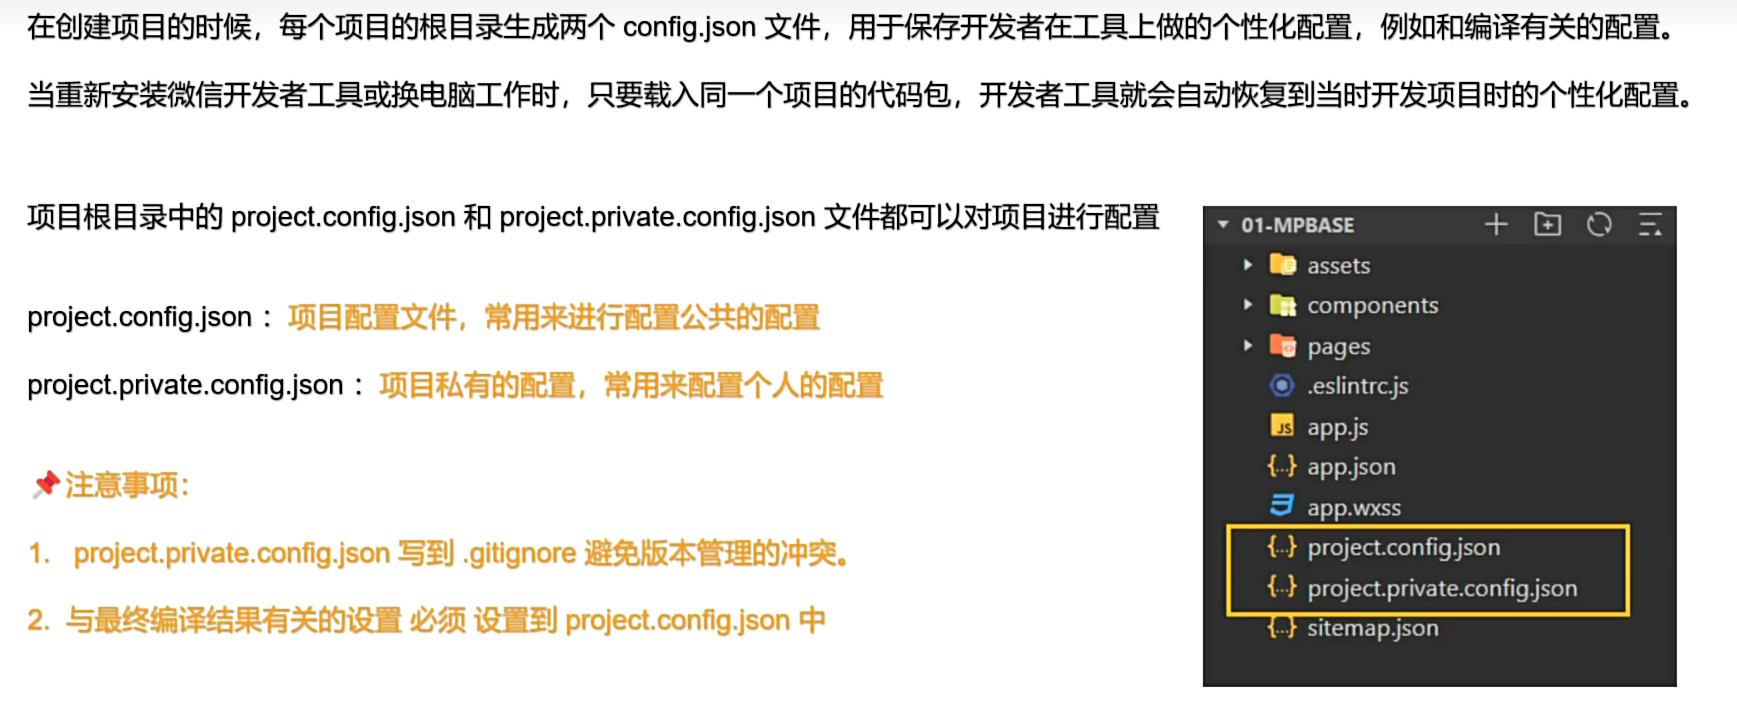 在创建项目的时候，每个项目的根目录生成两个 config.json 文件，用于保存开发者在工具上做的个性化配置，例如和编译有关的配置。
当重新安装微信开发者工具或换电脑工作时，只要载入同一个项目的代码包，开发者工具就会自动恢复到当时开发项目时的个性化配置。
项目根目录中的 project.config.json 和 project.private.config.json 文件都可以对项目进行配置
project.config.json ：项目配置文件，常用来进行配置公共的配置
project.private.config.json ：项目私有的配置，常用来配置个人的配置
📌注意事项：
1. project.private.config.json 写到 .gitignore 避免版本管理的冲突。
2. 与最终编译结果有关的设置 必须 设置到 project.config.json 中
01-MPBASE
assets
components
pages
.eslintrc.js
JS app.js
{..} app.json
app.wxss
{..} project.config.json
{..} project.private.config.json
{..} sitemap.json